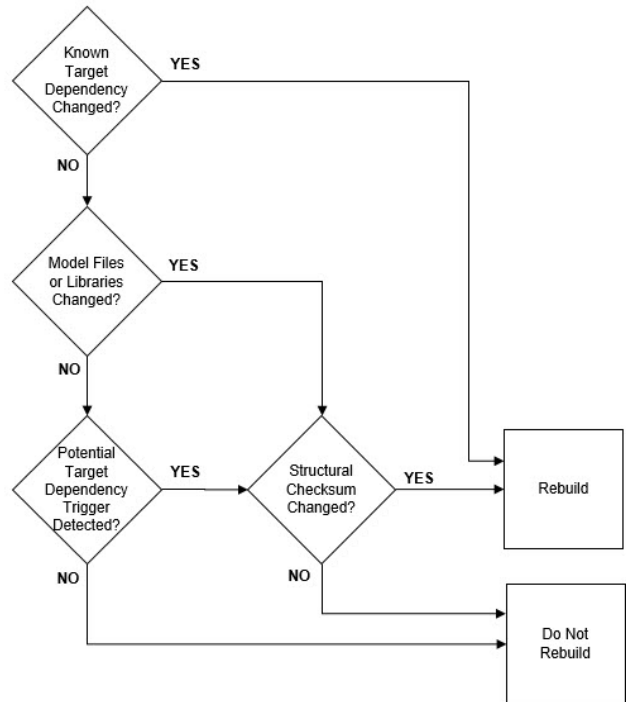 Known
Target
Dependency
Changed?
YES
NO
Model Files
or Libraries
Changed?
YES
NO
Potential
Target
Dependency
Trigger
Detected?
YES
Structural
Checksum
Changed?
YES
Rebuild
NO
NO
Do Not
Rebuild